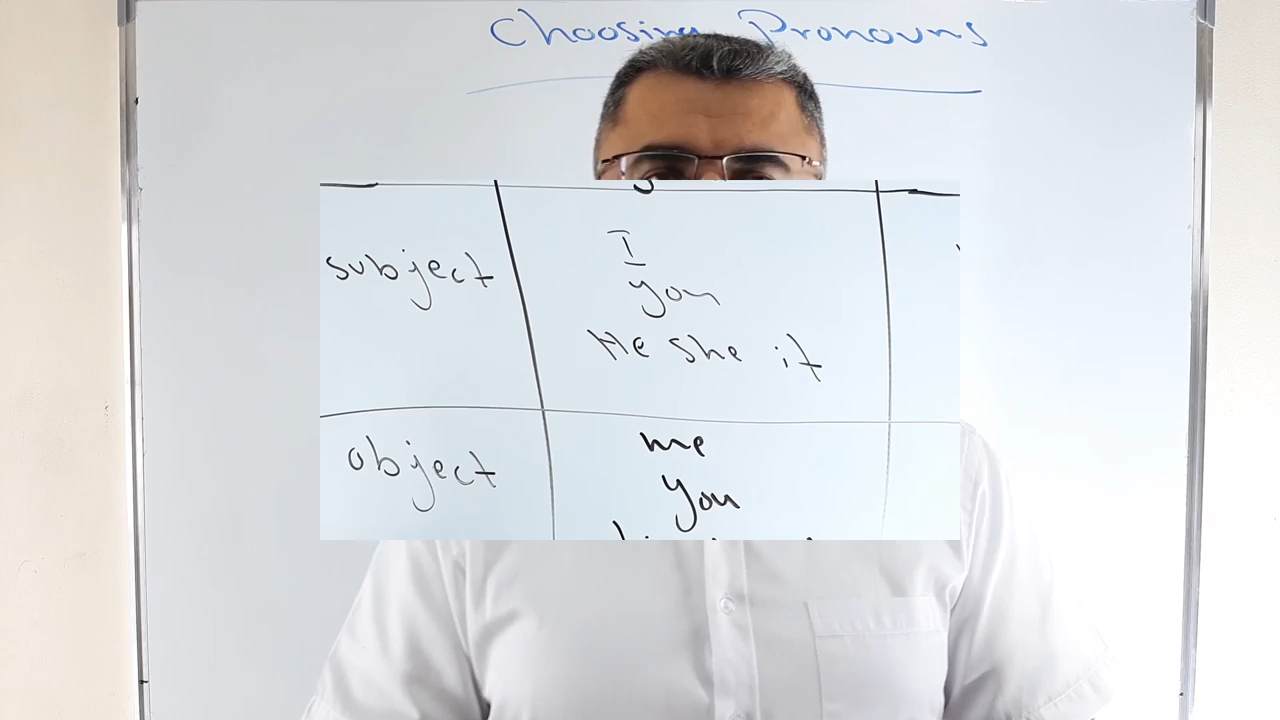 Choosing Pronouns
subject
I
you
He she it
object
me
you